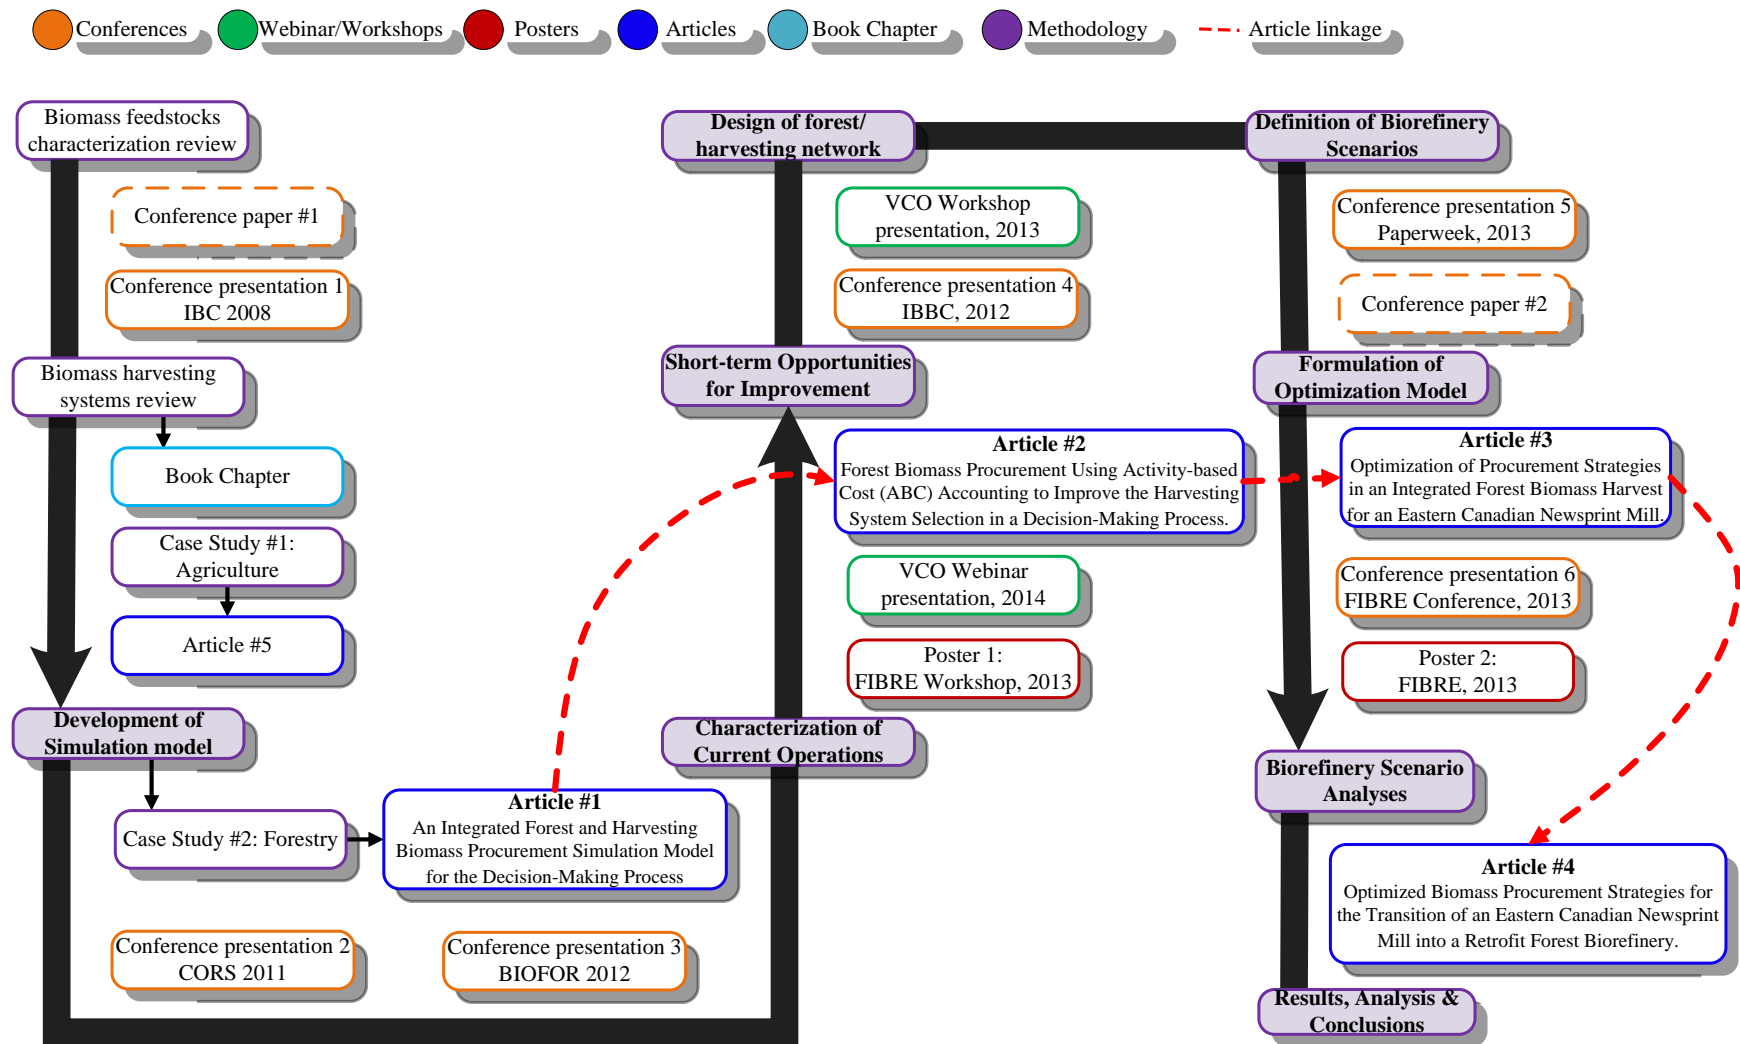 Conferences
Webinar/Workshops
Posters
Articles
Book Chapter
Methodology
Article linkage
Biomass feedstocks
characterization review
Conference paper #1
Conference presentation 1
IBC 2008
Biomass harvesting
systems review
Book Chapter
Case Study #1:
Agriculture
Article #5
Development of
Simulation model
Case Study #2: Forestry
Article #1
An Integrated Forest and Harvesting
Biomass Procurement Simulation Model
for the Decision-Making Process
Conference presentation 2
CORS 2011
Conference presentation 3
BIOFOR 2012
Design of forest/
harvesting network
VCO Workshop
presentation, 2013
Conference presentation 4
IBBC, 2012
Short-term Opportunities
for Improvement
Article #2
Forest Biomass Procurement Using Activity-based
Cost (ABC) Accounting to Improve the Harvesting
System Selection in a Decision-Making Process.
VCO Webinar
presentation, 2014
Poster 1:
FIBRE Workshop, 2013
Characterization of
Current Operations
Definition of Biorefinery
Scenarios
Conference presentation 5
Paperweek, 2013
Conference paper #2
Formulation of
Optimization Model
Article #3
Optimization of Procurement Strategies
in an Integrated Forest Biomass Harvest
for an Eastern Canadian Newsprint Mill.
Conference presentation 6
FIBRE Conference, 2013
Poster 2:
FIBRE, 2013
Biorefinery Scenario
Analyses
Article #4
Optimized Biomass Procurement Strategies for
the Transition of an Eastern Canadian Newsprint
Mill into a Retrofit Forest Biorefinery.
Results, Analysis &
Conclusions